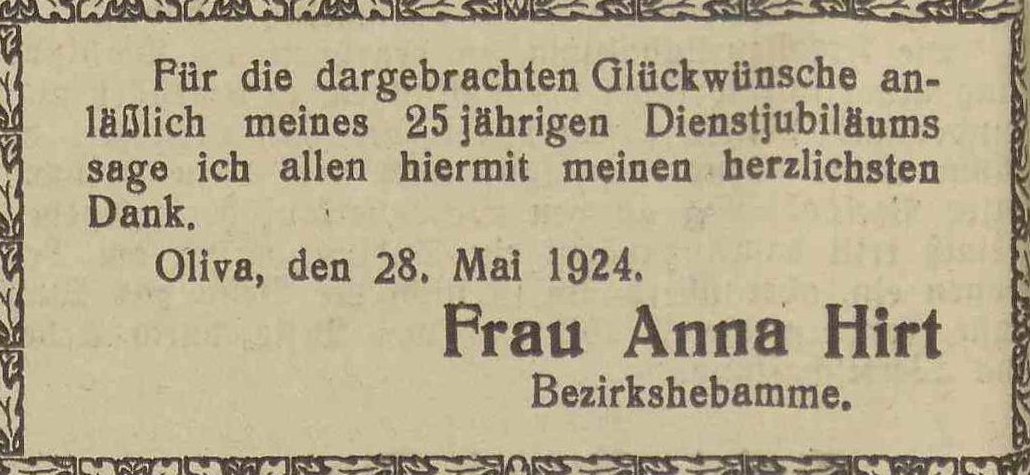 Für die dargebrachten Glückwünsche an-
läßlich meines 25 jährigen Dienstjubiläums
sage ich allen hiermit meinen herzlichsten
Dank.
Oliva, den 28. Mai 1924.
Frau Anna Hirt
Bezirkshebamme.